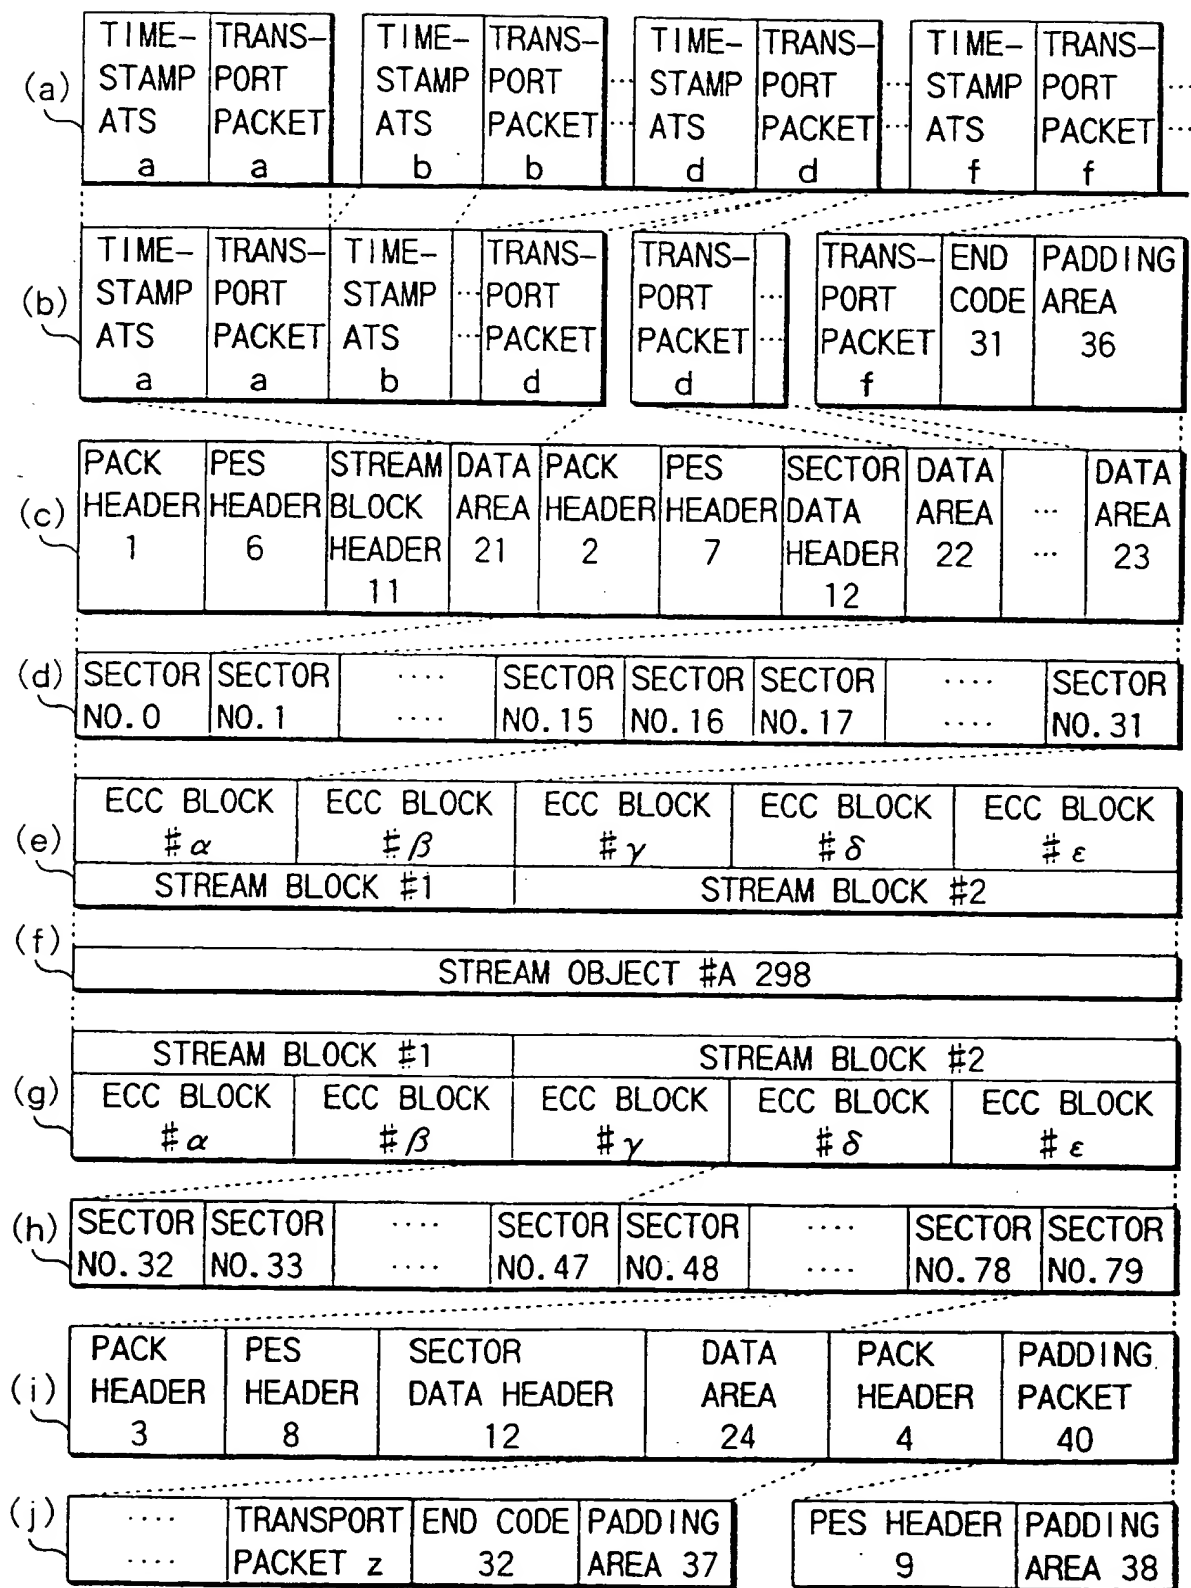 TIME- TRANS- TIME- TRANS- TIME- TRANS- TIME- TRANS-
(a) STAMP PORT STAMP PORT ... STAMP PORT ... STAMP PORT ...
ATS PACKET ATS PACKET ... ATS PACKET ... ATS PACKET ...
a a b b d d f f
TIME- TRANS- TIME- TRANS- TRANS- TRANS- END PADDING
(b) STAMP PORT STAMP ... PORT PORT ... PORT CODE AREA
ATS PACKET ATS ... PACKET PACKET ... PACKET 31 36
a a b d d f
PACK PES STREAM DATA PACK PES SECTOR DATA DATA
(c) HEADER HEADER BLOCK AREA HEADER HEADER DATA AREA ... AREA
1 6 HEADER 21 2 7 HEADER 22 ... 23
11 12
(d) SECTOR SECTOR .... SECTOR SECTOR SECTOR .... SECTOR
NO.0 NO.1 .... NO.15 NO.16 NO.17 .... NO.31
ECC BLOCK ECC BLOCK ECC BLOCK ECC BLOCK ECC BLOCK
(e) #α #β #γ #δ #ε
STREAM BLOCK #1 STREAM BLOCK #2
(f) STREAM OBJECT #A 298
STREAM BLOCK #1 STREAM BLOCK #2
(g) ECC BLOCK ECC BLOCK ECC BLOCK ECC BLOCK ECC BLOCK
#α #β #γ #δ #ε
(h) SECTOR SECTOR .... SECTOR SECTOR .... SECTOR SECTOR
NO.32 NO.33 .... NO.47 NO.48 .... NO.78 NO.79
PACK PES SECTOR DATA PACK PADDING
(i) HEADER HEADER DATA HEADER AREA HEADER PACKET
3 8 12 24 4 40
(j) .... TRANSPORT END CODE PADDING PES HEADER PADDING
.... PACKET z 32 AREA 37 9 AREA 38